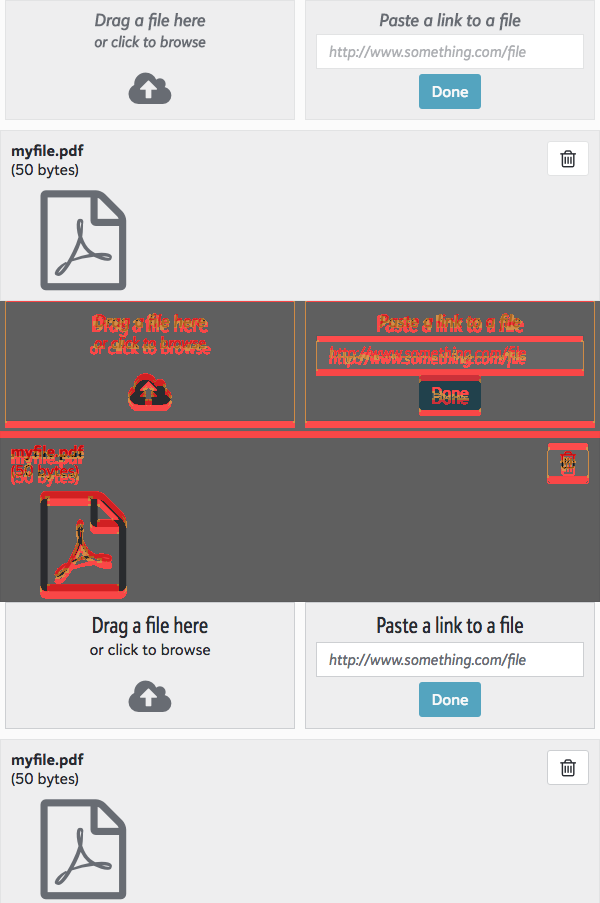 Drag a file here
or click to browse
Paste a link to a file
http://www.something.com/file
Done
myfile.pdf
(50 bytes)
Drag a file here
or click to browse
Paste a link to a file
http://www.something.com/file
Done
myfile.pdf
(50 bytes)
Drag a file here
or click to browse
Paste a link to a file
http://www.something.com/file
Done
myfile.pdf
(50 bytes)